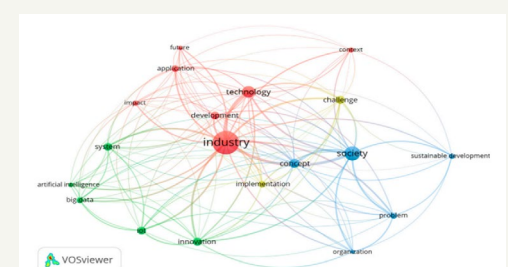 future
context
application
technology
challenge
impact
development
industry
system
society
concept
sustainable development
artificial intelligence
implementation
big data
problem
iot
innovation
organization
VOSviewer